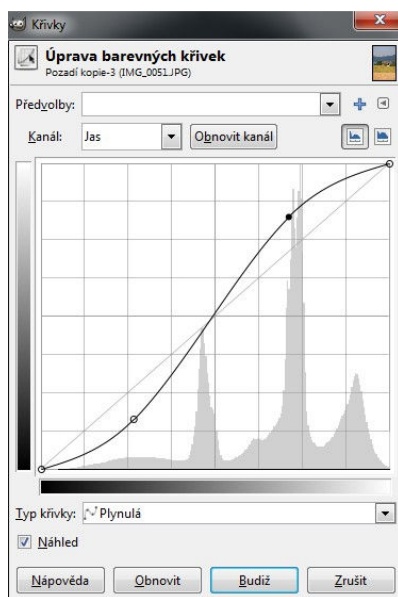 Křivky
Úprava barevných křivek
Pozadí kopie-3 (IMG_0051.JPG)
Předvolby:
Kanál: Jas Obnovit kanál
Typ křivky: Plynulá
Náhled
Nápověda Obnovit Budiž Zrušit